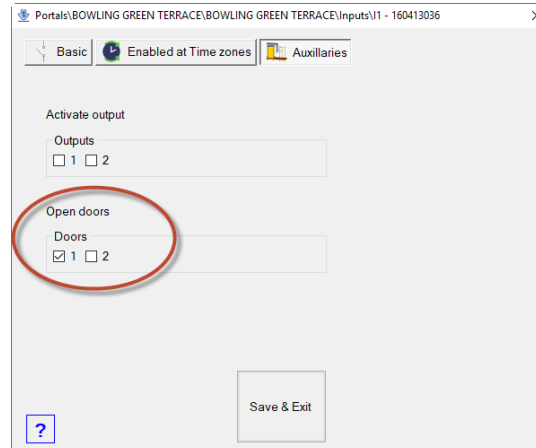 Portals\BOWLING GREEN TERRACE\BOWLING GREEN TERRACE\Inputs\I1 - 160413036
Basic Enabled at Time zones Auxillaries
Activate output
Outputs
1 2
Open doors
Doors
1 2
Save & Exit
?